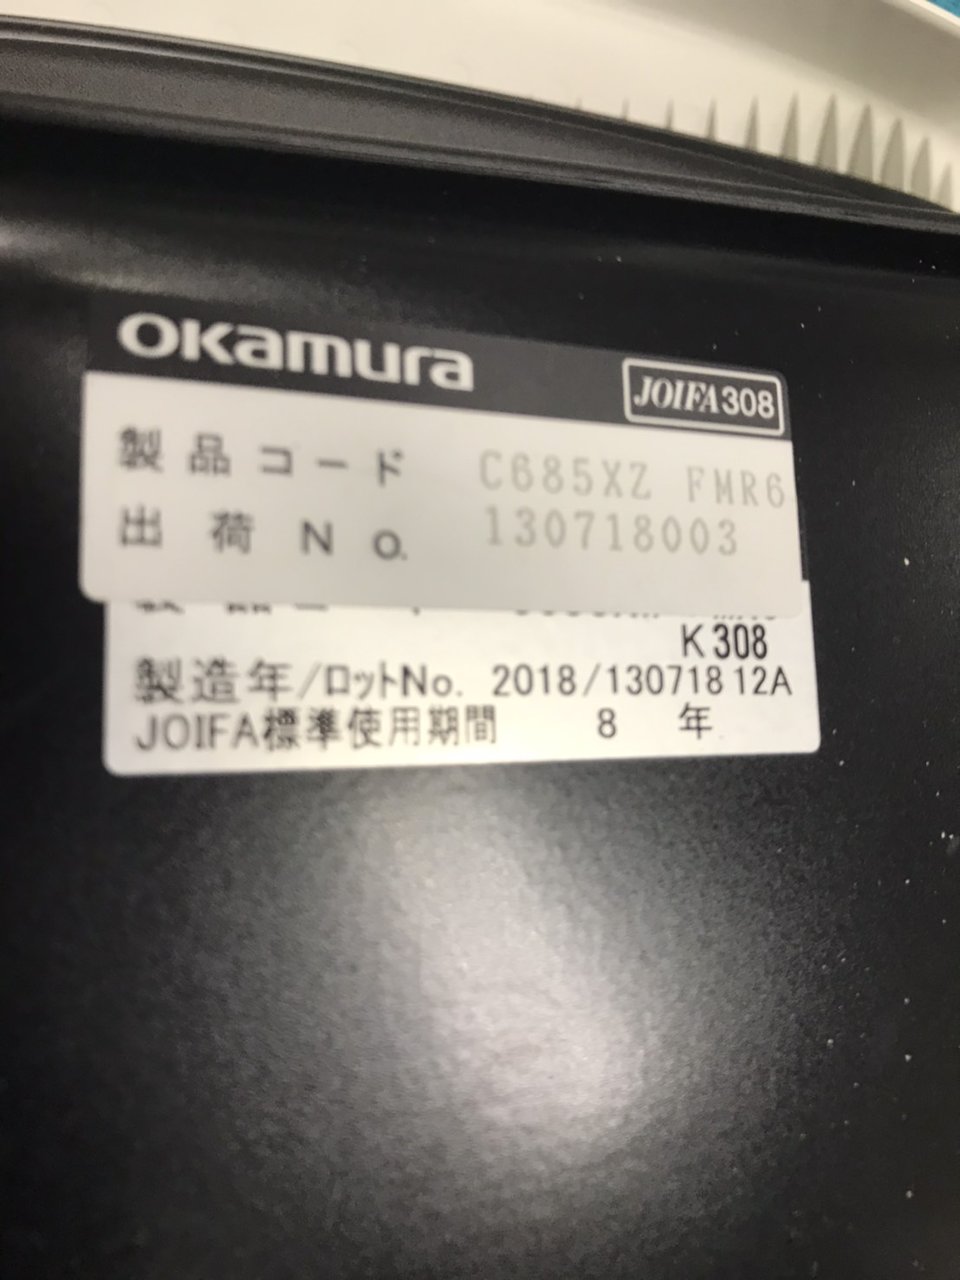 OKamura
JOIFA308
製品コード C685XZ FMR6
出荷No. 130718003
K308
製造年/ロットNo. 2018/130718 12A
JOIFA標準使用期間 8 年